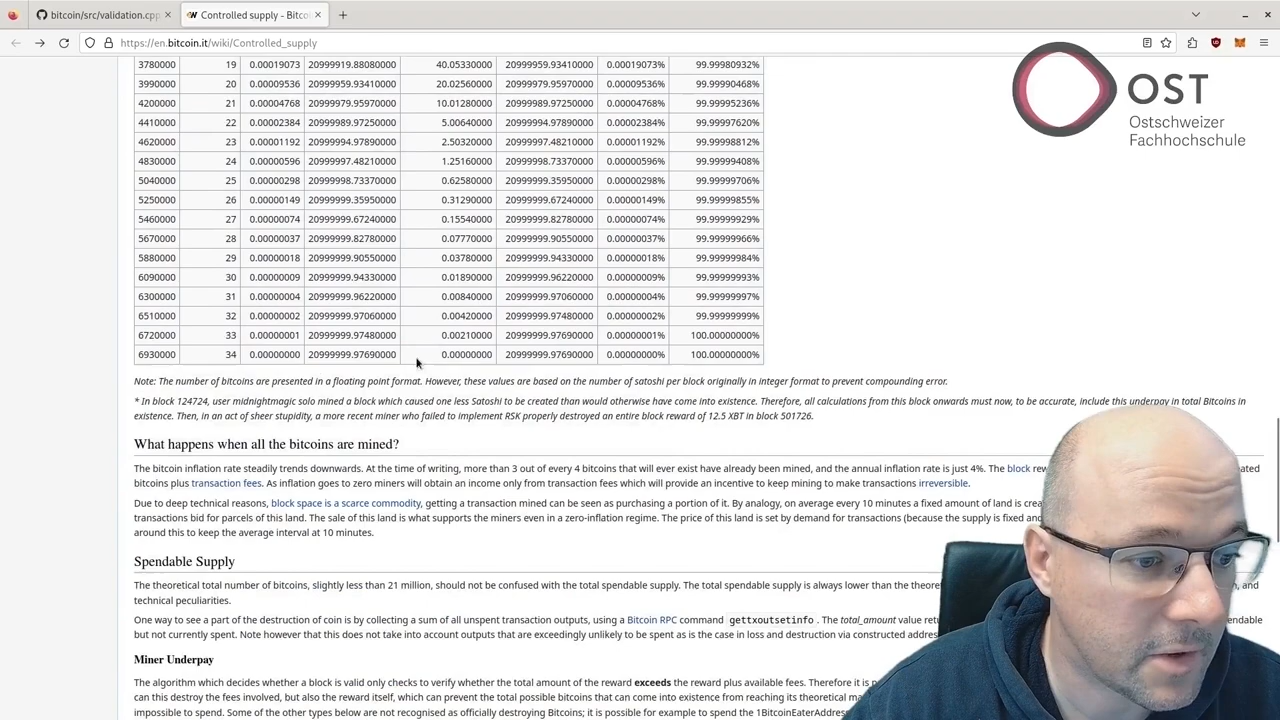 bitcoin/src/validation.cpp
Controlled supply - Bitco
https://en.bitcoin.it/wiki/Controlled_supply
OST
Ostschweizer
Fachhochschule
3780000 19 0.00019073 20999919.88080000 40.05330000 20999959.93410000 0.00019073% 99.99980932%
3990000 20 0.00009536 20999959.93410000 20.02560000 20999979.95970000 0.00009536% 99.99990468%
4200000 21 0.00004768 20999979.95970000 10.01280000 20999989.97250000 0.00004768% 99.99995236%
4410000 22 0.00002384 20999989.97250000 5.00640000 20999994.97890000 0.00002384% 99.99997620%
4620000 23 0.00001192 20999994.97890000 2.50320000 20999997.48210000 0.00001192% 99.99998812%
4830000 24 0.00000596 20999997.48210000 1.25160000 20999998.73370000 0.00000596% 99.99999408%
5040000 25 0.00000298 20999998.73370000 0.62580000 20999999.35950000 0.00000298% 99.99999706%
5250000 26 0.00000149 20999999.35950000 0.31290000 20999999.67240000 0.00000149% 99.99999855%
5460000 27 0.00000074 20999999.67240000 0.15540000 20999999.82780000 0.00000074% 99.99999929%
5670000 28 0.00000037 20999999.82780000 0.07770000 20999999.90550000 0.00000037% 99.99999966%
5880000 29 0.00000018 20999999.90550000 0.03780000 20999999.94330000 0.00000018% 99.99999984%
6090000 30 0.00000009 20999999.94330000 0.01890000 20999999.96220000 0.00000009% 99.99999993%
6300000 31 0.00000004 20999999.96220000 0.00840000 20999999.97060000 0.00000004% 99.99999997%
6510000 32 0.00000002 20999999.97060000 0.00420000 20999999.97480000 0.00000002% 99.99999999%
6720000 33 0.00000001 20999999.97480000 0.00210000 20999999.97690000 0.00000001% 100.00000000%
6930000 34 0.00000000 20999999.97690000 0.00000000 20999999.97690000 0.00000000% 100.00000000%
Note: The number of bitcoins are presented in a floating point format. However, these values are based on the number of satoshi per block originally in integer format to prevent compounding error.
* In block 124724, user midnightmagic solo mined a block which caused one less Satoshi to be created than would otherwise have come into existence. Therefore, all calculations from this block onwards must now, to be accurate, include this underpay in total Bitcoins in
existence. Then, in an act of sheer stupidity, a more recent miner who failed to implement RSK properly destroyed an entire block reward of 12.5 XBT in block 501726.
What happens when all the bitcoins are mined?
The bitcoin inflation rate steadily trends downwards. At the time of writing, more than 3 out of every 4 bitcoins that will ever exist have already been mined, and the annual inflation rate is just 4%. The block
bitcoins plus transaction fees. As inflation goes to zero miners will obtain an income only from transaction fees which will provide an incentive to keep mining to make transactions irreversible.
Due to deep technical reasons, block space is a scarce commodity, getting a transaction mined can be seen as purchasing a portion of it. By analogy, on average every 10 minutes a fixed amount of land is
transactions bid for parcels of this land. The sale of this land is what supports the miners even in a zero-inflation regime. The price of this land is set by demand for transactions (because the supply is fixed and
around this to keep the average interval at 10 minutes.
Spendable Supply
The theoretical total number of bitcoins, slightly less than 21 million, should not be confused with the total spendable supply. The total spendable supply is always lower than the and
technical peculiarities.
One way to see a part of the destruction of coin is by collecting a sum of all unspent transaction outputs, using a Bitcoin RPC command gettxoutsetinfo . The total_amount value
but not currently spent. Note however that this does not take into account outputs that are exceedingly unlikely to be spent as is the case in loss and destruction via constructed
Miner Underpay
The algorithm which decides whether a block is valid only checks to verify whether the total amount of the reward exceeds the reward plus available fees. Therefore it is
can this destroy the fees involved, but also the reward itself, which can prevent the total possible bitcoins that can come into existence from reaching its theoretical
impossible to spend. Some of the other types below are not recognised as officially destroying Bitcoins; it is possible for example to spend the